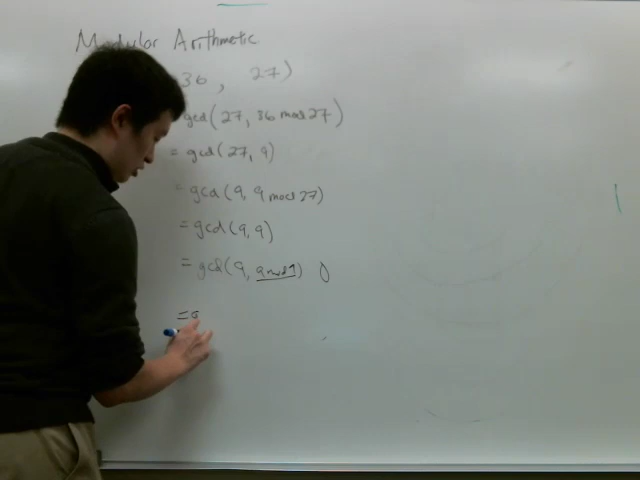 Modular Arithmetic
36, 27)
gcd(27, 36 mod 27)
= gcd(27, 9)
= gcd(9, 9 mod 27)
= gcd(9, 9)
= gcd(9, 9 mod 9) 0
=